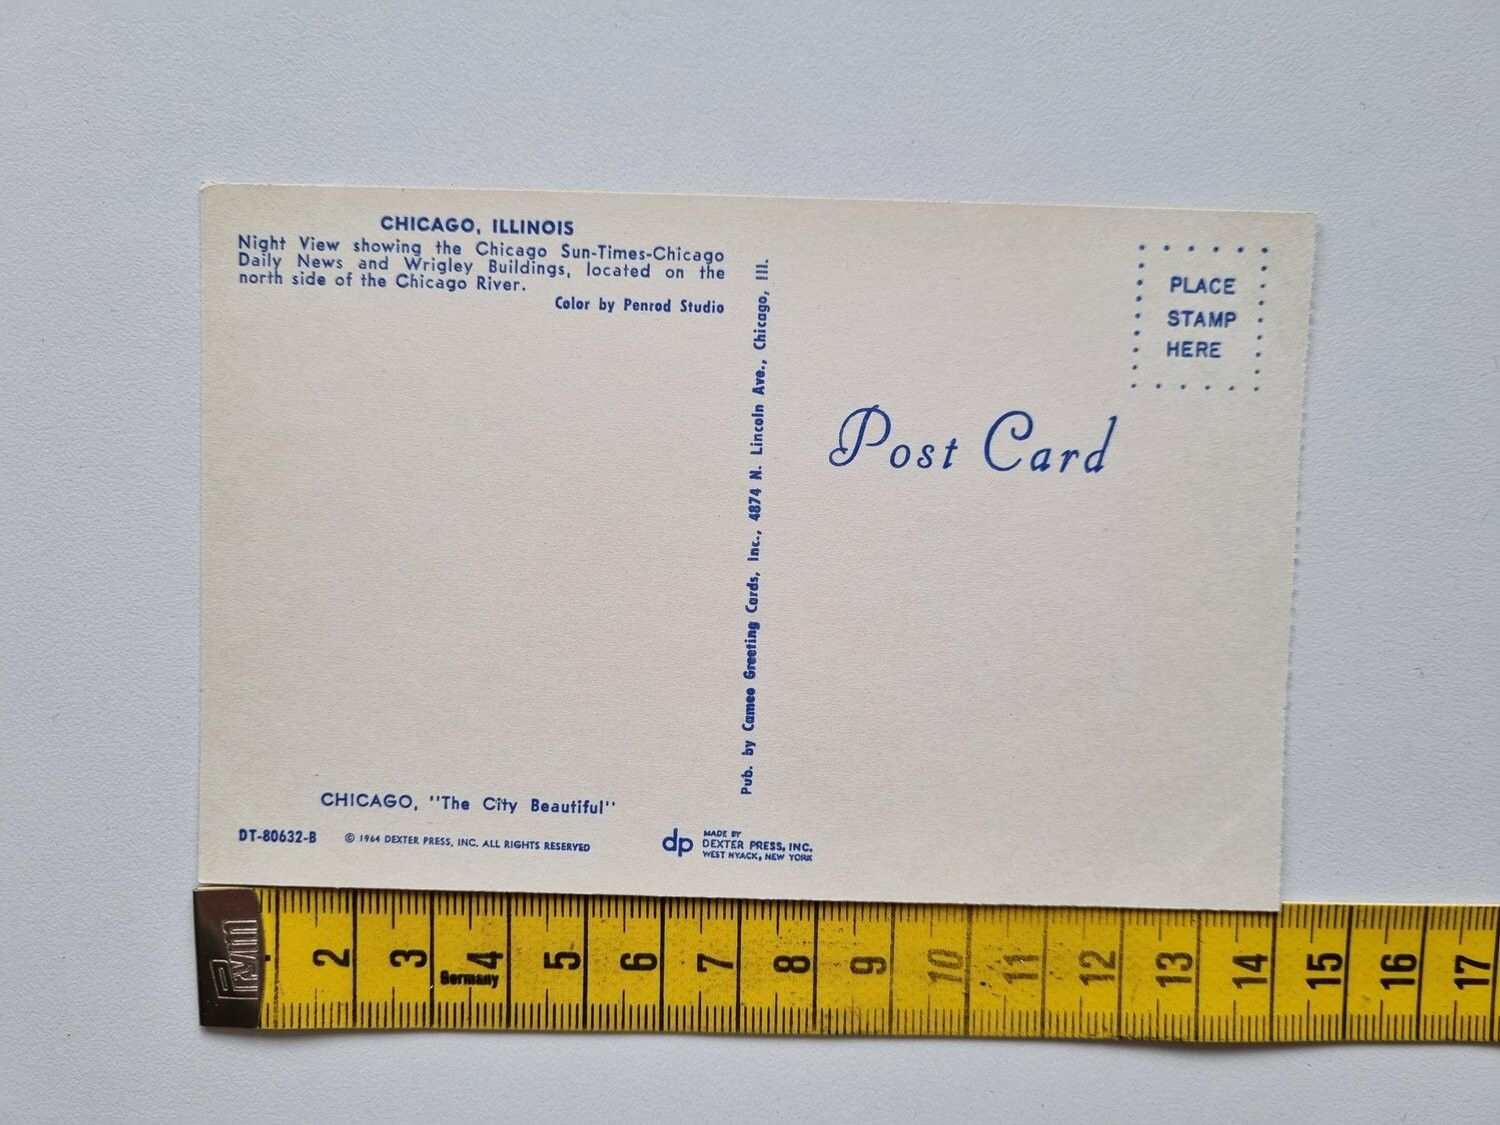 CHICAGO, ILLINOIS
Night View showing the Chicago Sun-Times-Chicago
Daily News and Wrigley Buildings, located on the
north side of the Chicago River.
Color by Penrod Studio
Pub. by Cameo Greeting Cards, Inc., 4874 N. Lincoln Ave., Chicago, Ill.
PLACE
STAMP
HERE
Post Card
CHICAGO, "The City Beautiful"
DT-80632-B
© 1964 DEXTER PRESS, INC. ALL RIGHTS RESERVED
dp
MADE BY
DEXTER PRESS, INC.
WEST NYACK, NEW YORK
Prym
2 3 4 5 6 7 8 9 10 11 12 13 14 15 16 17
Germany